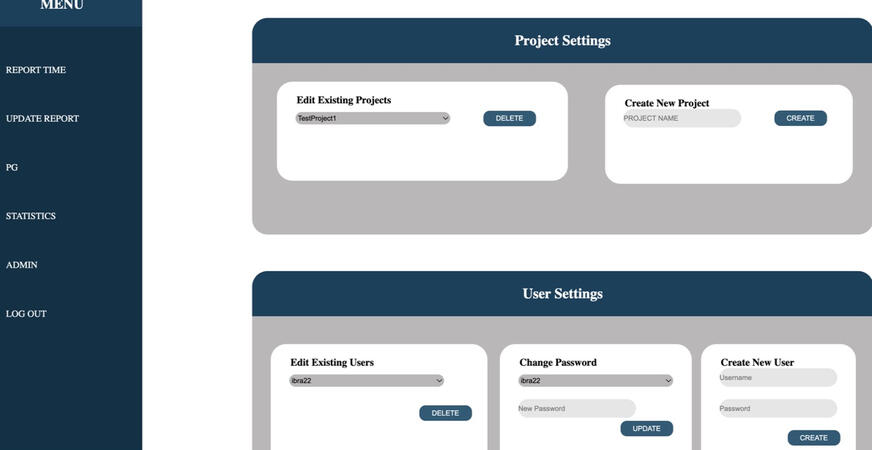 MENU
REPORT TIME
UPDATE REPORT
PG
STATISTICS
ADMIN
LOG OUT
Project Settings
Edit Existing Projects
TestProject1
DELETE
Create New Project
PROJECT NAME
CREATE
User Settings
Edit Existing Users
ibra22
DELETE
Change Password
ibra22
New Password
UPDATE
Create New User
Username
Password
CREATE